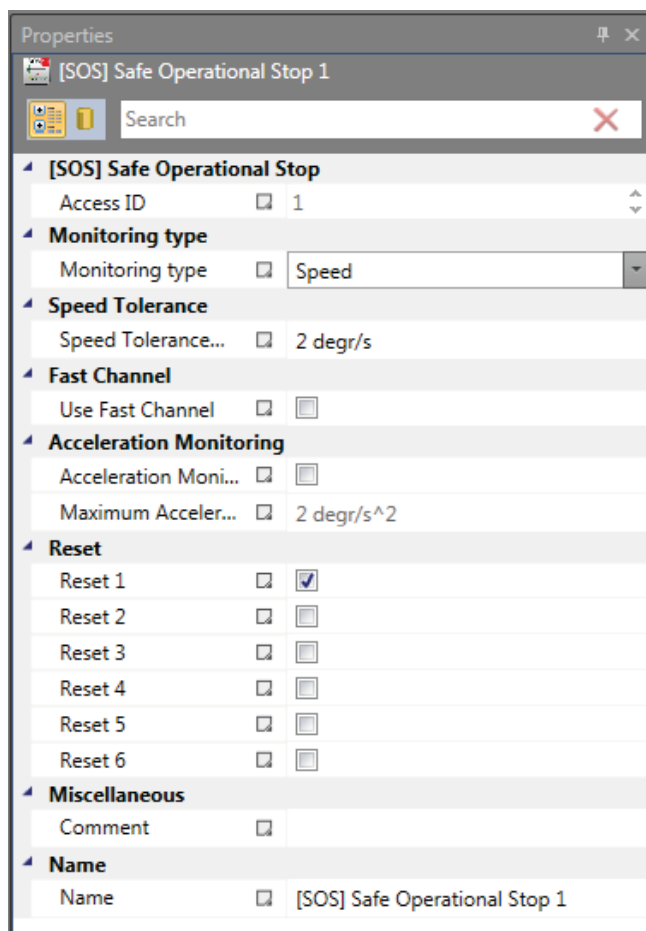 Properties
[SOS] Safe Operational Stop 1
Search
[SOS] Safe Operational Stop
Access ID 1
Monitoring type
Monitoring type Speed
Speed Tolerance
Speed Tolerance... 2 degr/s
Fast Channel
Use Fast Channel
Acceleration Monitoring
Acceleration Moni...
Maximum Acceler... 2 degr/s^2
Reset
Reset 1
Reset 2
Reset 3
Reset 4
Reset 5
Reset 6
Miscellaneous
Comment
Name
Name [SOS] Safe Operational Stop 1